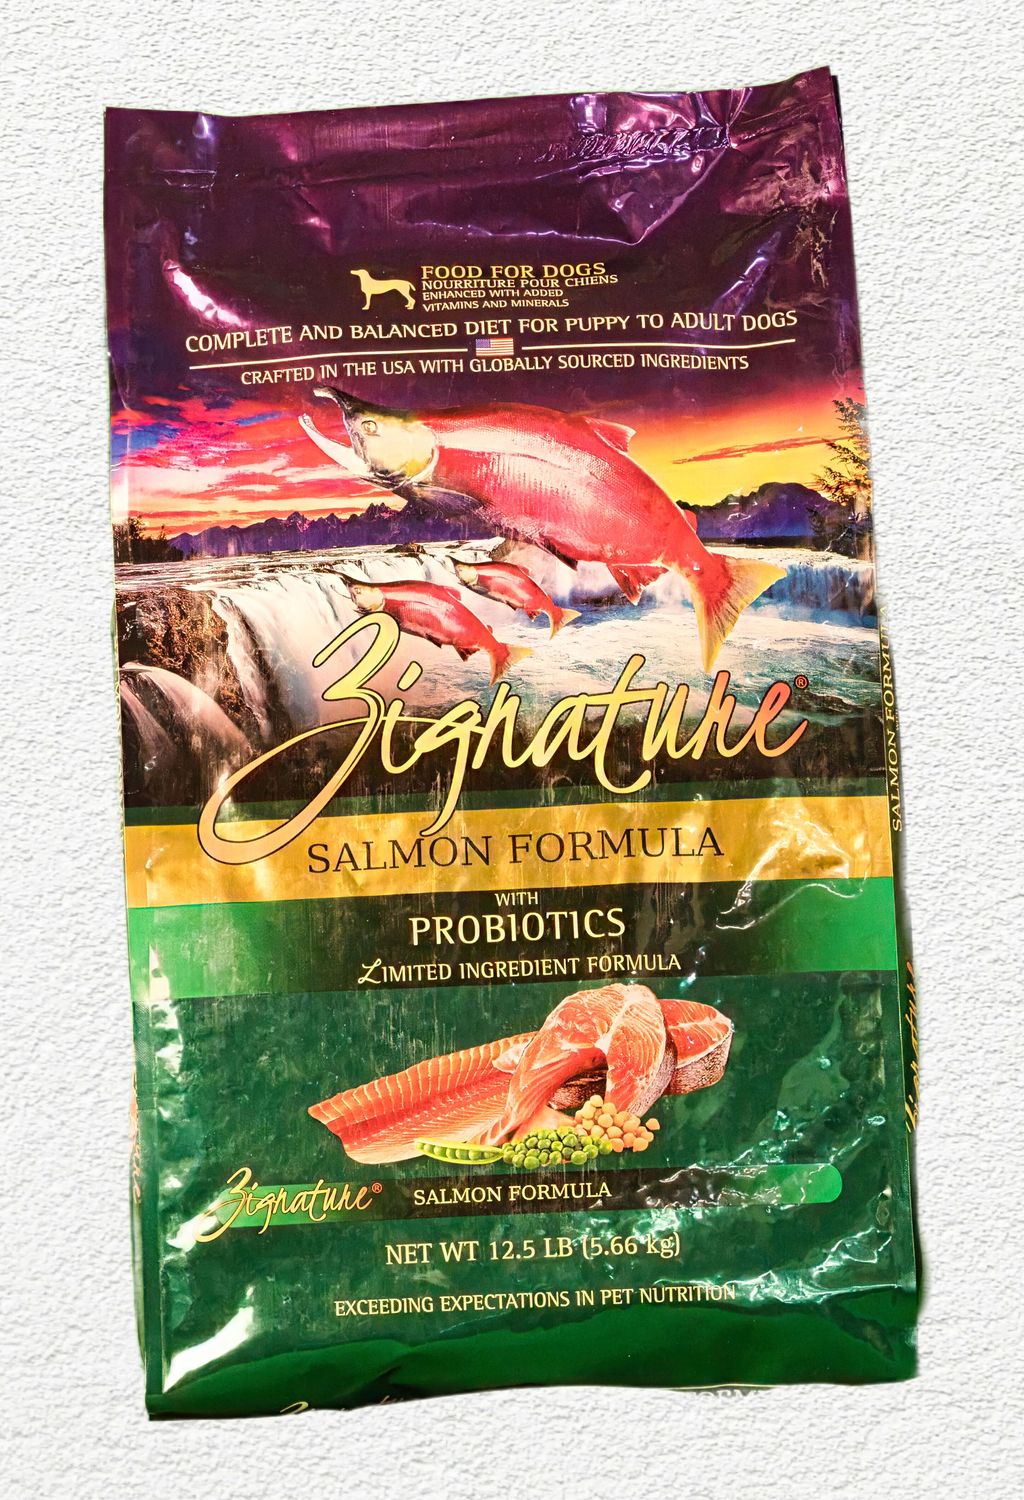 FOOD FOR DOGS
NOURRITURE POUR CHIENS
ENHANCED WITH ADDED
VITAMINS AND MINERALS
COMPLETE AND BALANCED DIET FOR PUPPY TO ADULT DOGS
CRAFTED IN THE USA WITH GLOBALLY SOURCED INGREDIENTS
Zignature®
SALMON FORMULA
WITH
PROBIOTICS
LIMITED INGREDIENT FORMULA
Zignature® SALMON FORMULA
NET WT 12.5 LB (5.66 kg)
EXCEEDING EXPECTATIONS IN PET NUTRITION
SALMON FORMULA
Zignature